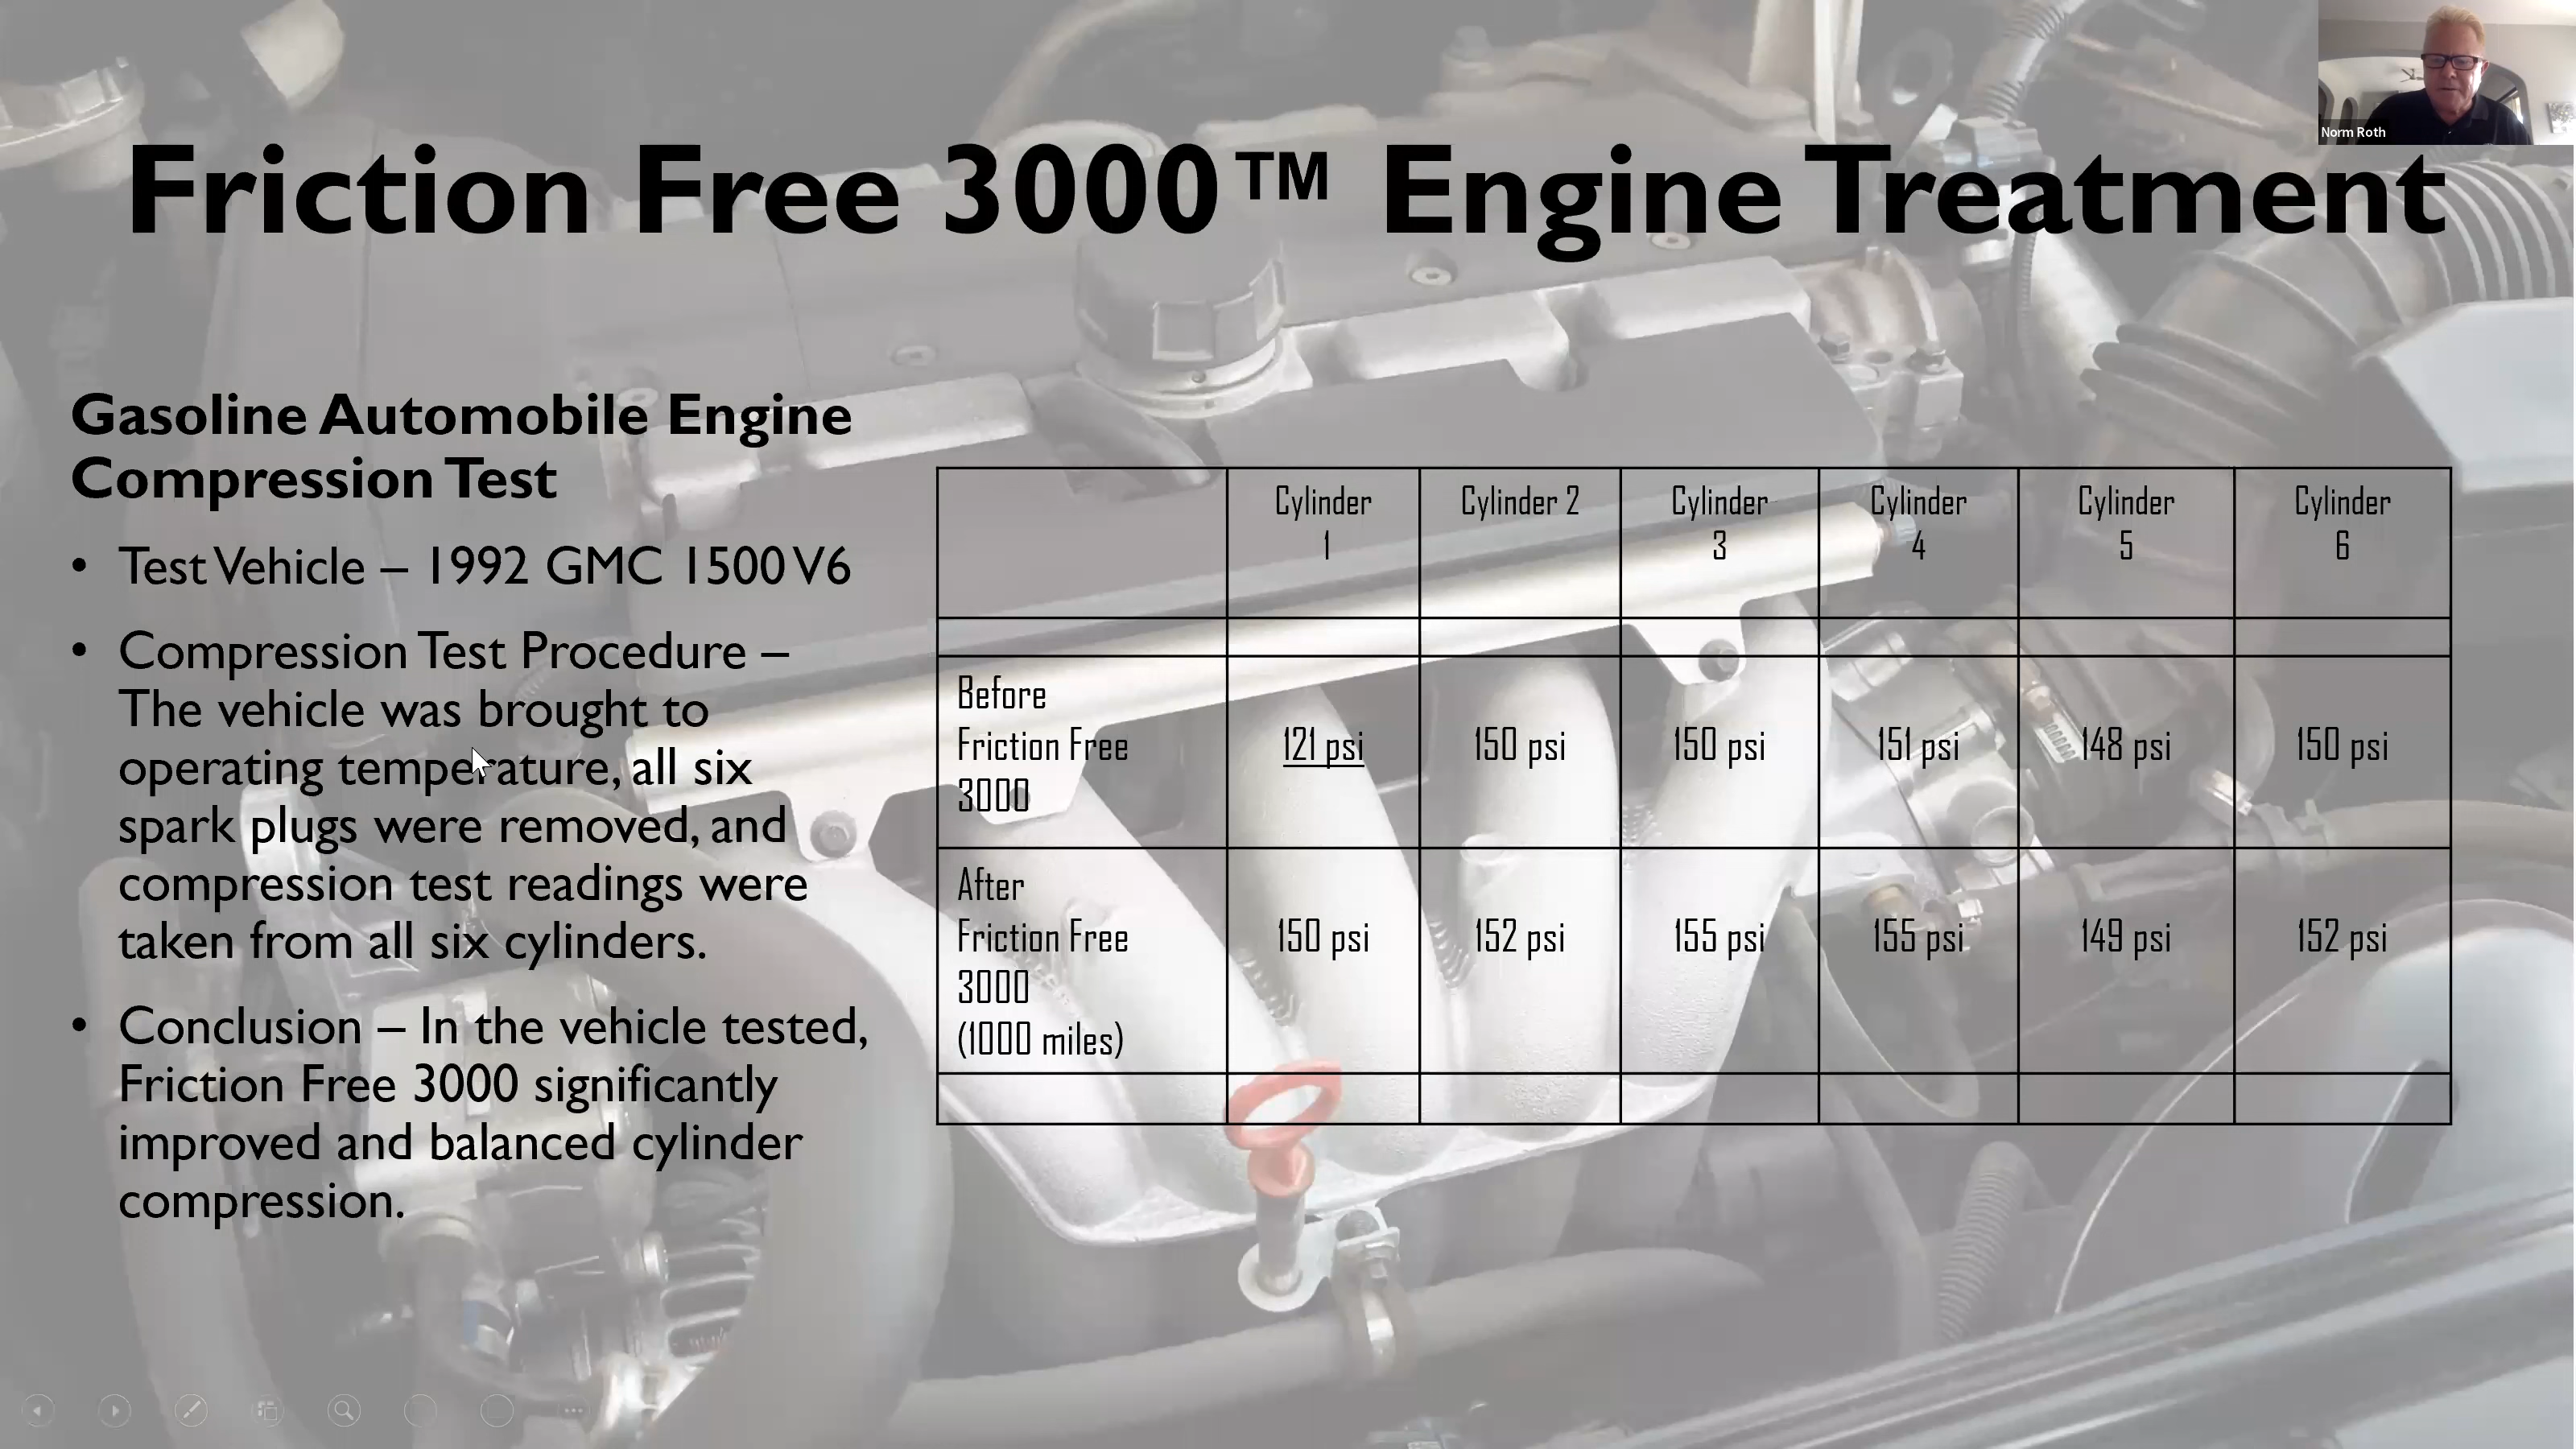 Norm Roth
Friction Free 3000™ Engine Treatment
Gasoline Automobile Engine
Compression Test
• Test Vehicle – 1992 GMC 1500 V6
• Compression Test Procedure –
The vehicle was brought to
operating temperature, all six
spark plugs were removed, and
compression test readings were
taken from all six cylinders.
• Conclusion – In the vehicle tested,
Friction Free 3000 significantly
improved and balanced cylinder
compression.
Cylinder
1
Cylinder 2
Cylinder
3
Cylinder
4
Cylinder
5
Cylinder
6
Before
Friction Free
3000
121 psi
150 psi
150 psi
151 psi
148 psi
150 psi
After
Friction Free
3000
(1000 miles)
150 psi
152 psi
155 psi
155 psi
149 psi
152 psi